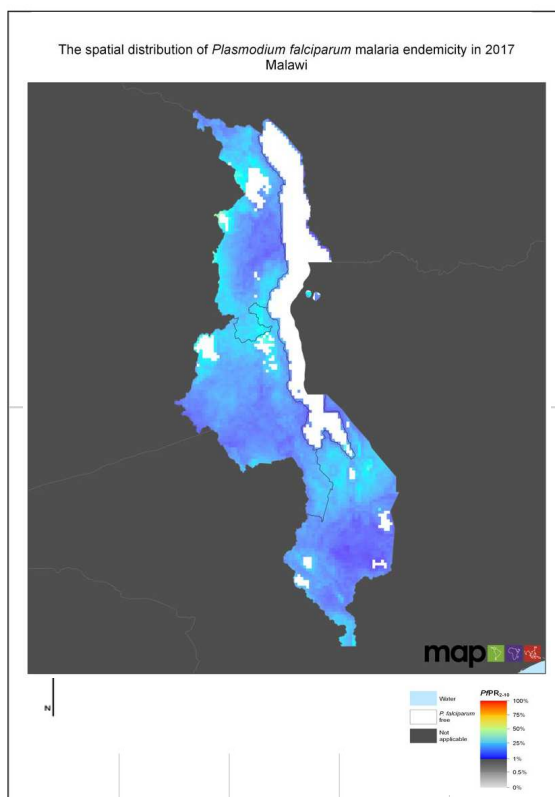 The spatial distribution of Plasmodium falciparum malaria endemicity in 2017
Malawi
map
N
Water
P. falciparum
free
Not
applicable
PfPR2-10
100%
75%
50%
25%
1%
0.5%
0%